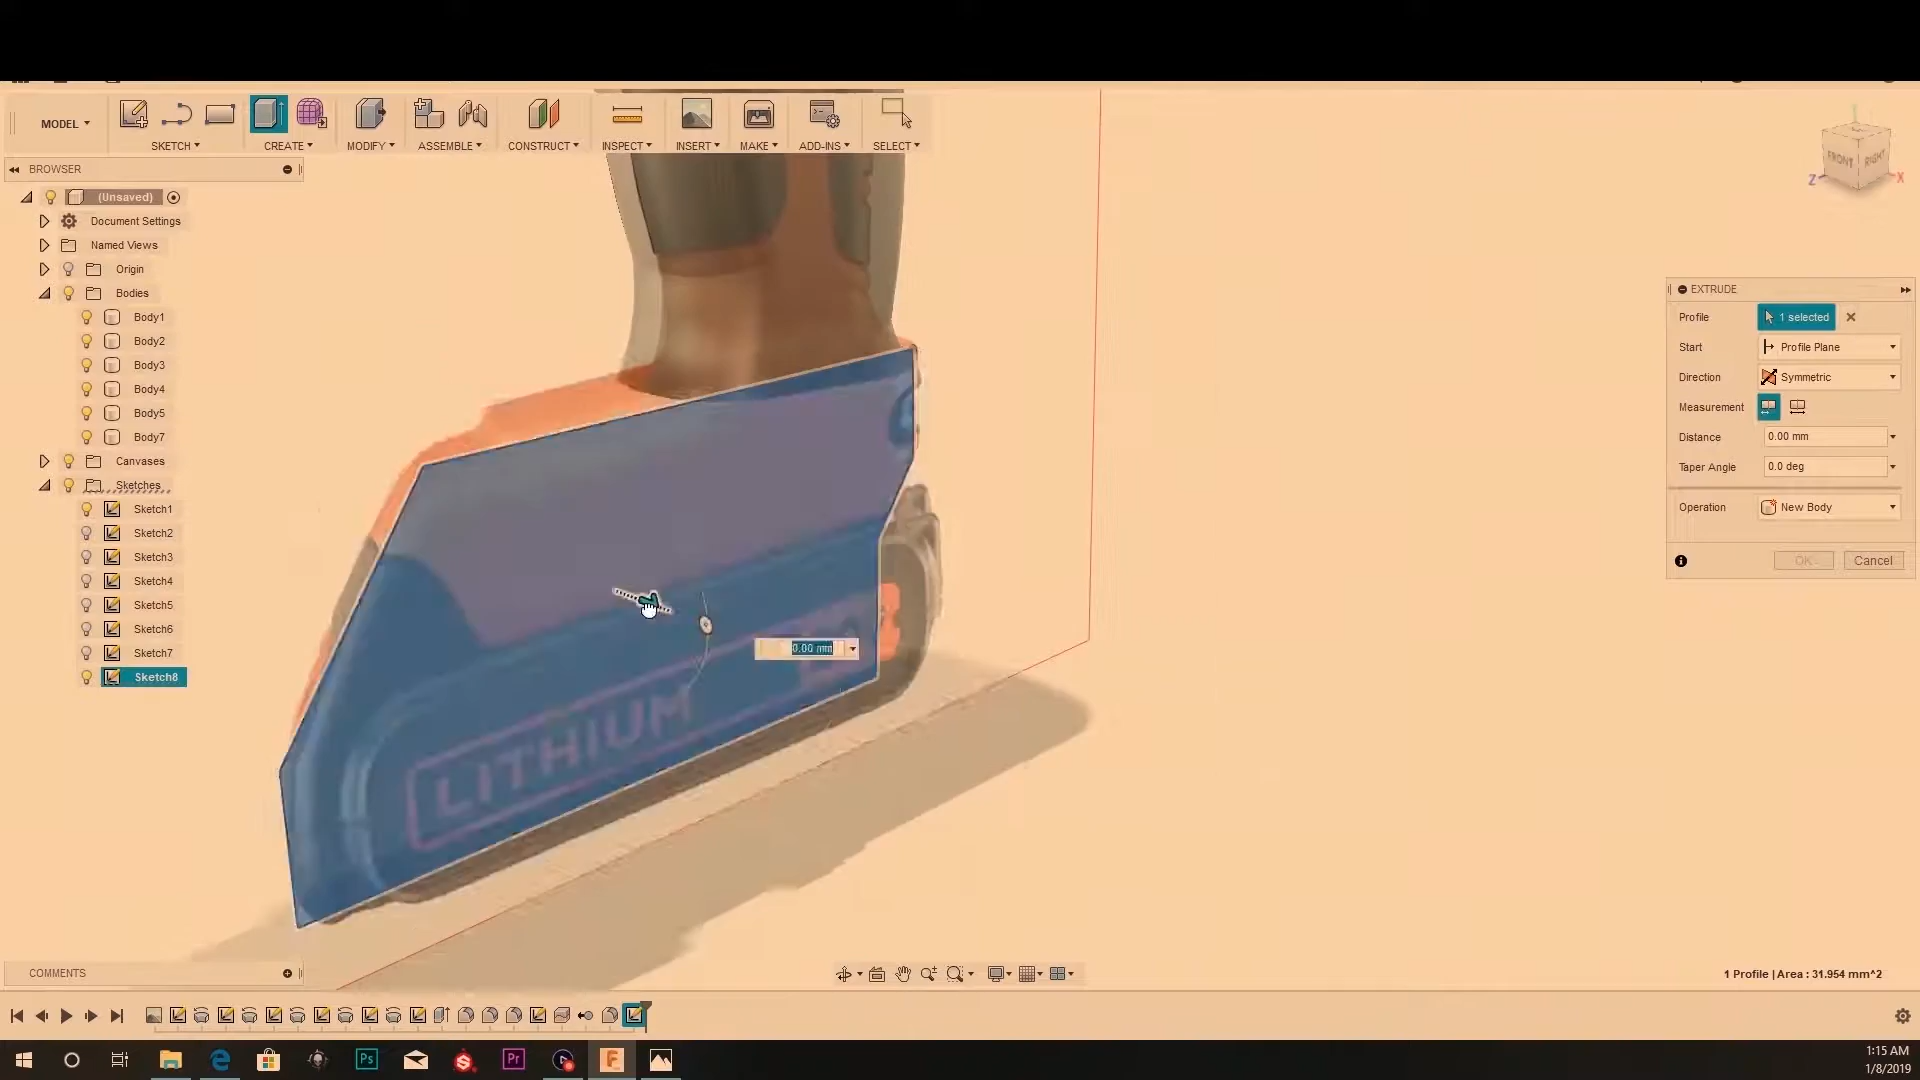 MODEL
SKETCH
CREATE
MODIFY
ASSEMBLE
CONSTRUCT
INSPECT
INSERT
MAKE
ADD-INS
SELECT
BROWSER
(Unsaved)
Document Settings
Named Views
Origin
Bodies
Body1
Body2
Body3
Body4
Body5
Body7
Canvases
Sketches
Sketch1
Sketch2
Sketch3
Sketch4
Sketch5
Sketch6
Sketch7
Sketch8
FRONT RIGHT
Z X
EXTRUDE
Profile 1 selected
Start Profile Plane
Direction Symmetric
Measurement
Distance 0.00 mm
Taper Angle 0.0 deg
Operation New Body
OK Cancel
0.00 mm
LITHIUM
COMMENTS
1 Profile | Area : 31.954 mm^2
Ps
Pr
F
1:15 AM
1/8/2019